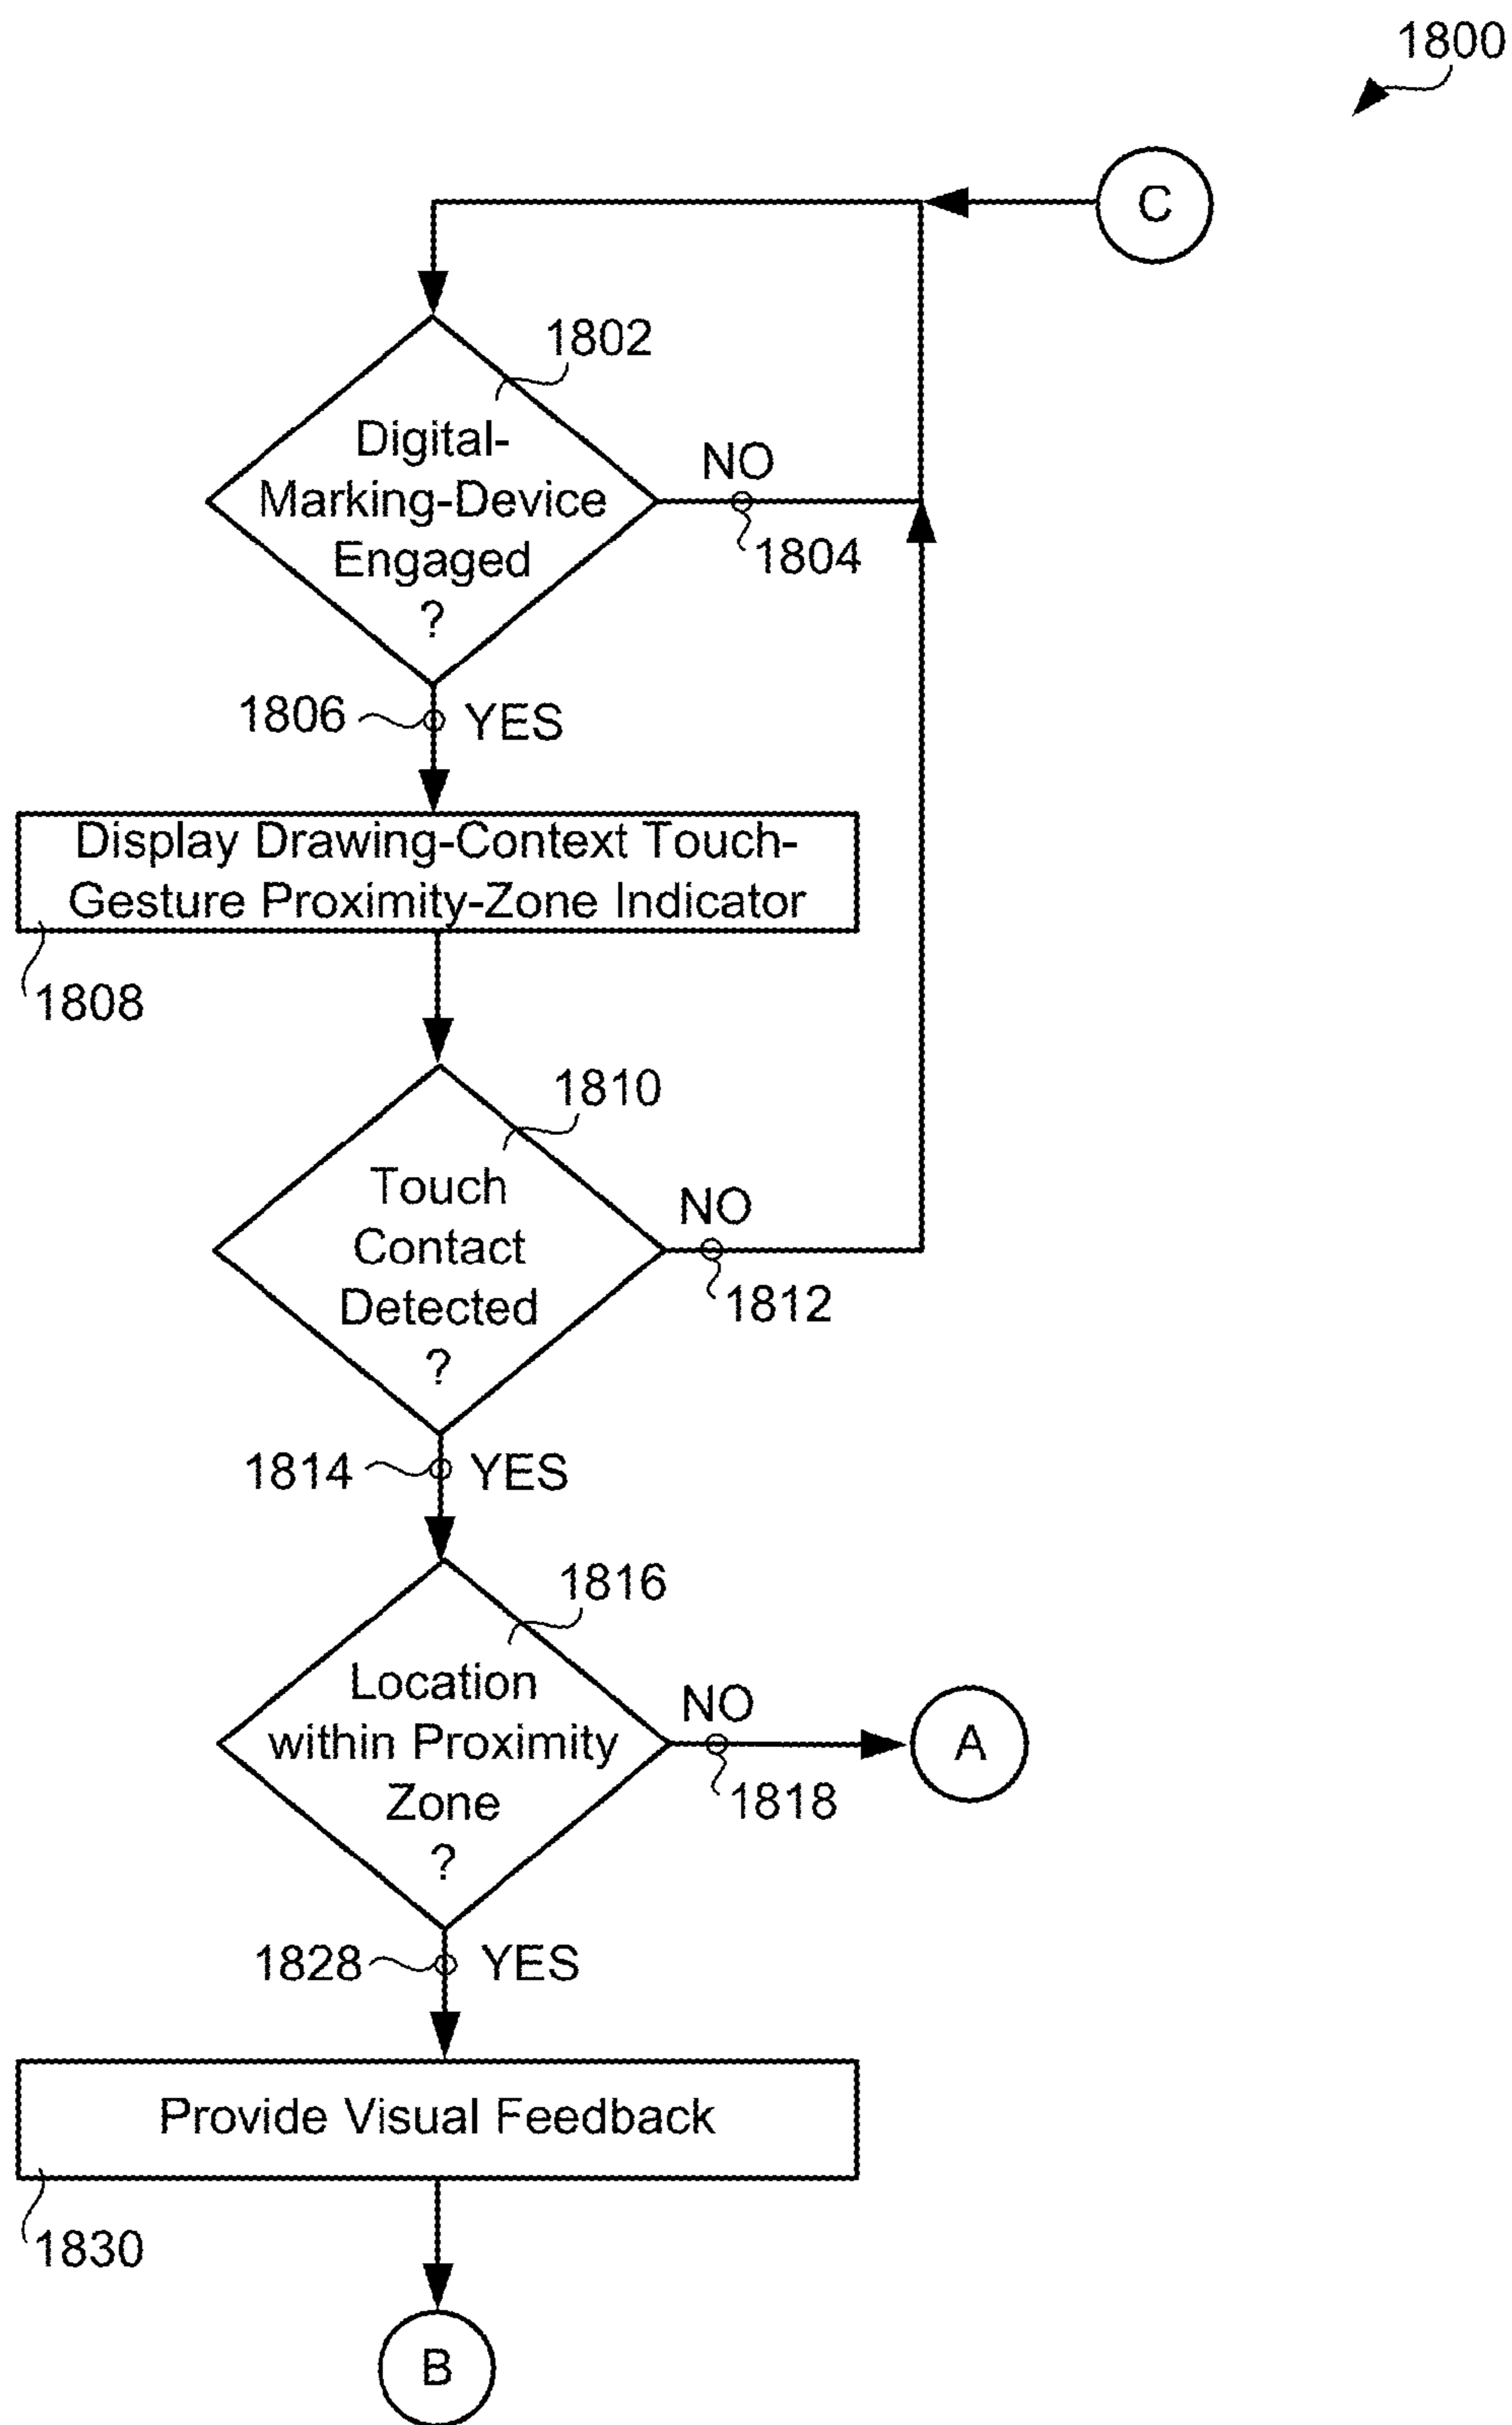 1800
C
1802
Digital-
Marking-Device
Engaged
?
NO
1804
1806
YES
Display Drawing-Context Touch-
Gesture Proximity-Zone Indicator
1808
1810
Touch
Contact
Detected
?
NO
1812
1814
YES
1816
Location
within Proximity
Zone
?
NO
1818
A
1828
YES
Provide Visual Feedback
1830
B